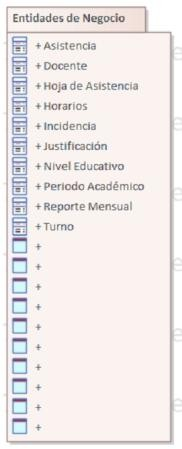 Entidades de Negocio
+ Asistencia
+ Docente
+ Hoja de Asistencia
+ Horarios
+ Incidencia
+ Justificación
+ Nivel Educativo
+ Periodo Académico
+ Reporte Mensual
+ Turno
+
+
+
+
+
+
+
+
+
+